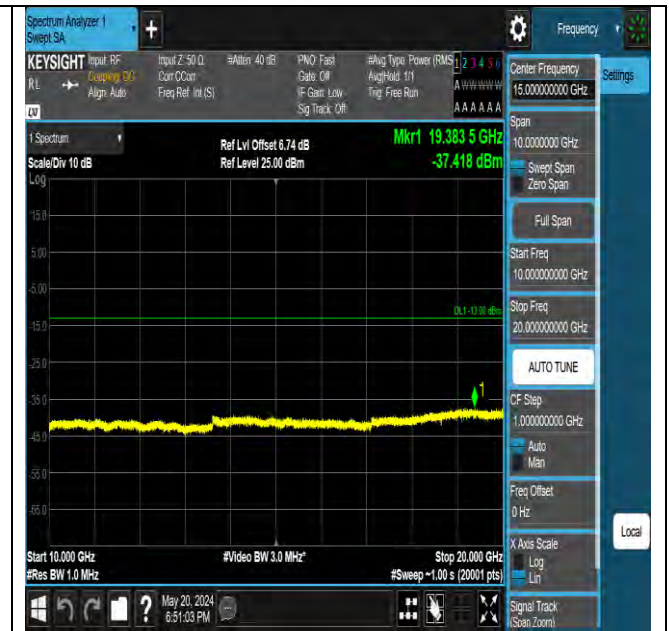 Spectrum Analyzer 1
Swept SA
+
Frequency
KEYSIGHT
RL
Input: RF
Coupling: DC
Align: Auto
Input Z: 50 Ω
Corr CCorr
Freq Ref: Int (S)
#Atten: 40 dB
PNO: Fast
Gate: Off
IF Gain: Low
Sig Track: Off
#Avg Type: Power (RMS
Avg|Hold: 1/1
Trig: Free Run
1 2 3 4 5 6
A W W W W W
A A A A A A
Center Frequency
15.000000000 GHz
Settings
1 Spectrum
Scale/Div 10 dB
Log
Ref Lvl Offset 6.74 dB
Ref Level 25.00 dBm
Mkr1 19.383 5 GHz
-37.418 dBm
Span
10.0000000 GHz
Swept Span
Zero Span
Full Span
Start Freq
10.000000000 GHz
Stop Freq
20.000000000 GHz
AUTO TUNE
CF Step
1.000000000 GHz
Auto
Man
Freq Offset
0 Hz
X Axis Scale
Log
Lin
Signal Track
(Span Zoom)
Local
15.0
5.00
-5.00
DL1 -13.00 dBm
-15.0
-25.0
1
-35.0
-45.0
-55.0
-65.0
Start 10.000 GHz
#Res BW 1.0 MHz
#Video BW 3.0 MHz*
Stop 20.000 GHz
#Sweep ~1.00 s (20001 pts)
?
May 20, 2024
6:51:03 PM